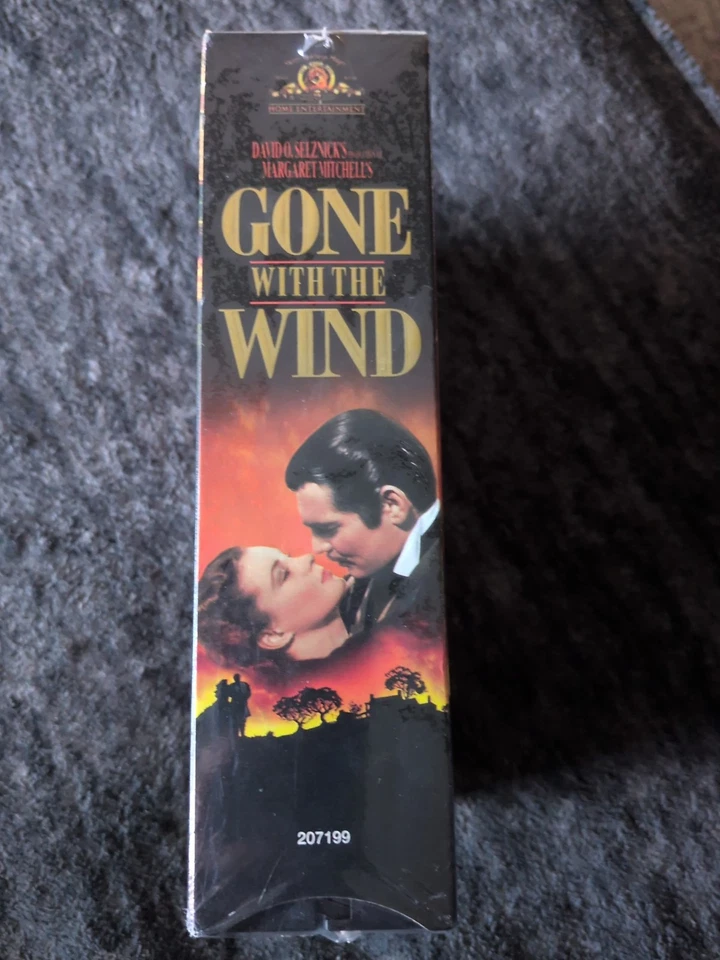 HOME ENTERTAINMENT
DAVID O. SELZNICK'S
MARGARET MITCHELL'S
GONE
WITH THE
WIND
207199